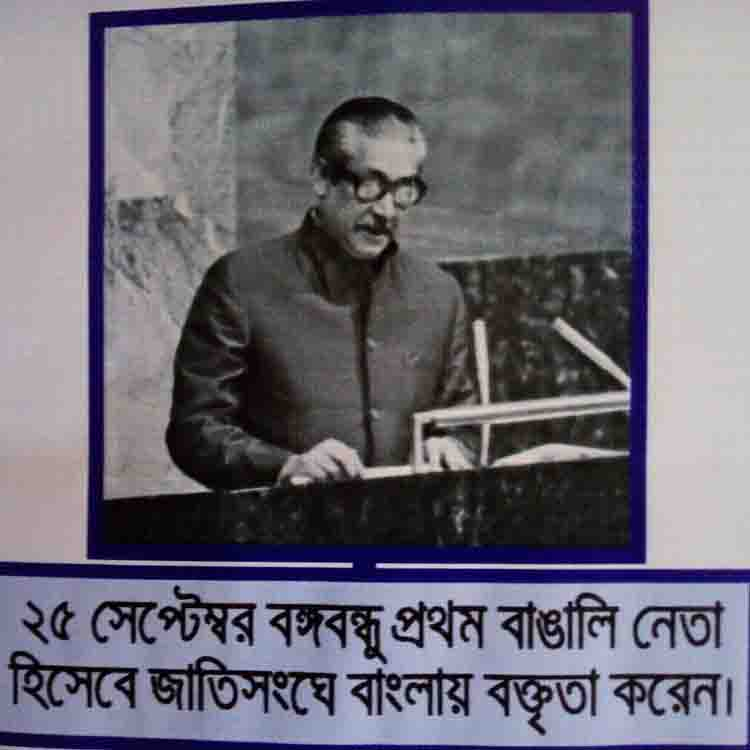 ২৫ সেপ্টেম্বর বঙ্গবন্ধু প্রথম বাঙালি নেতা
হিসেবে জাতিসংঘে বাংলায় বক্তৃতা করেন।